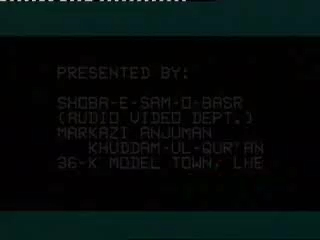 PRESENTED BY:
SHOBA-E-SAM-O-BASR
(AUDIO VIDEO DEPT.)
MARKAZI ANJUMAN
KHUDDAM-UL-QUR'AN
36-K MODEL TOWN, LHE